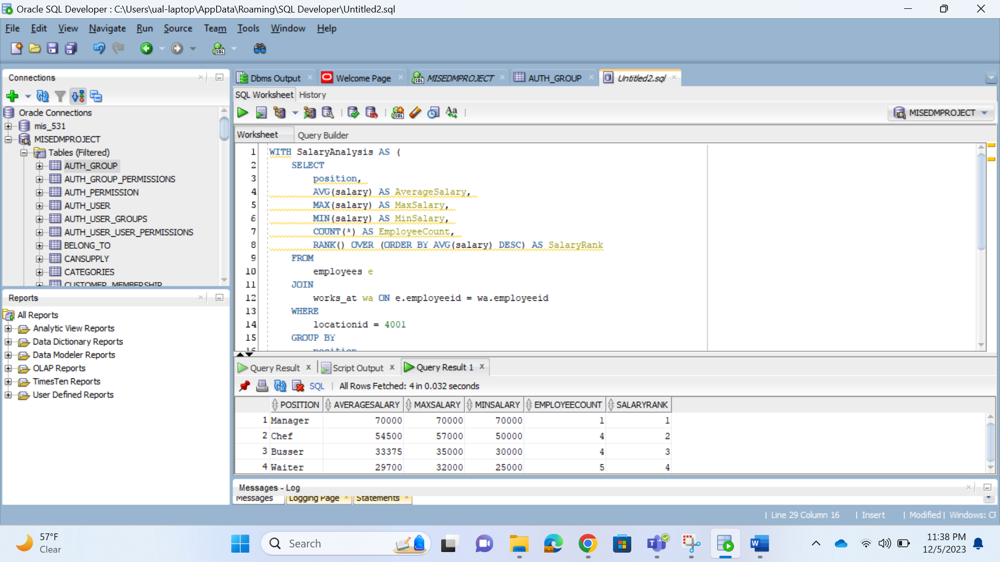 Oracle SQL Developer : C:\Users\ual-laptop\AppData\Roaming\SQL Developer\Untitled2.sql
File Edit View Navigate Run Source Team Tools Window Help
Connections
Oracle Connections
mis_531
MISEDMPROJECT
Tables (Filtered)
AUTH_GROUP
AUTH_GROUP_PERMISSIONS
AUTH_PERMISSION
AUTH_USER
AUTH_USER_GROUPS
AUTH_USER_USER_PERMISSIONS
BELONG_TO
CANSUPPLY
CATEGORIES
CUSTOMER_MEMBERSHIP
Reports
All Reports
Analytic View Reports
Data Dictionary Reports
Data Modeler Reports
OLAP Reports
TimesTen Reports
User Defined Reports
Dbms Output Welcome Page MISEDMPROJECT AUTH_GROUP Untitled2.sql
SQL Worksheet History
MISEDMPROJECT
Worksheet Query Builder
1 WITH SalaryAnalysis AS (
2 SELECT
3 position,
4 AVG(salary) AS AverageSalary,
5 MAX(salary) AS MaxSalary,
6 MIN(salary) AS MinSalary,
7 COUNT(*) AS EmployeeCount,
8 RANK() OVER (ORDER BY AVG(salary) DESC) AS SalaryRank
9 FROM
10 employees e
11 JOIN
12 works_at wa ON e.employeeid = wa.employeeid
13 WHERE
14 locationid = 4001
15 GROUP BY
16 position
Query Result Script Output Query Result 1
SQL All Rows Fetched: 4 in 0.032 seconds
POSITION AVERAGESALARY MAXSALARY MINSALARY EMPLOYEECOUNT SALARYRANK
1 Manager 70000 70000 70000 1 1
2 Chef 54500 57000 50000 4 2
3 Busser 33375 35000 30000 4 3
4 Waiter 29700 32000 25000 5 4
Messages - Log
Messages Logging Page Statements
Line 29 Column 16 Insert Modified Windows: CF
57°F
Clear
Search
11:38 PM
12/5/2023